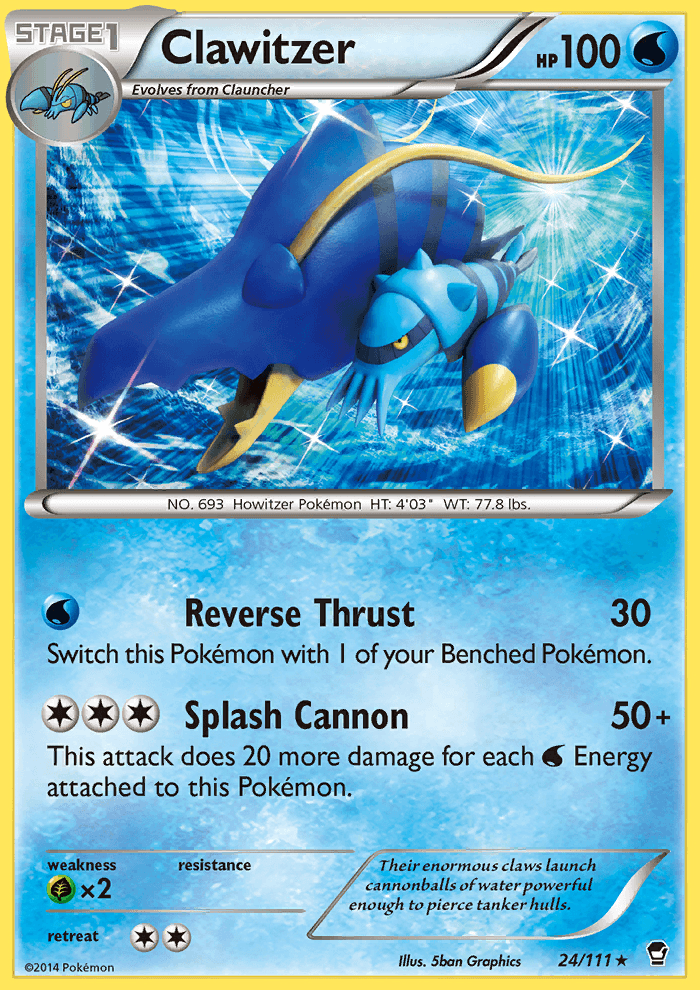 STAGE1
Clawitzer
HP100
Evolves from Clauncher
NO. 693 Howitzer Pokémon HT: 4'03" WT: 77.8 lbs.
Reverse Thrust 30
Switch this Pokémon with 1 of your Benched Pokémon.
Splash Cannon 50+
This attack does 20 more damage for each Energy
attached to this Pokémon.
weakness resistance
×2
Their enormous claws launch
cannonballs of water powerful
enough to pierce tanker hulls.
retreat
©2014 Pokémon
Illus. 5ban Graphics 24/111 ★